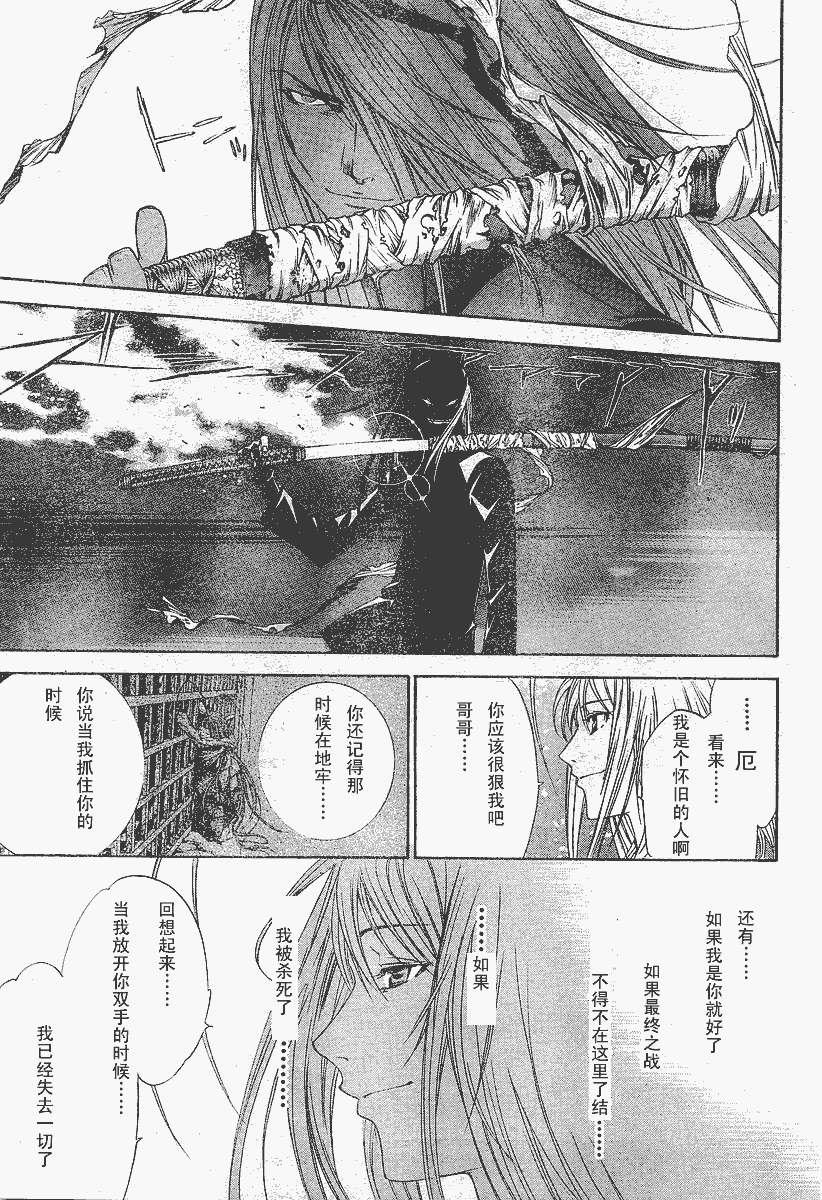 ……
厄
看来……
我是个怀旧的人啊
你应该很狠我吧
哥哥……
你还记得那
时候在地牢……
你说当我抓住你的
时候
还有……
如果我是你就好了
如果最终之战
不得不在这里了结……
……如果
我被杀死了…………
回想起来……
当我放开你双手的时候……
我已经失去一切了